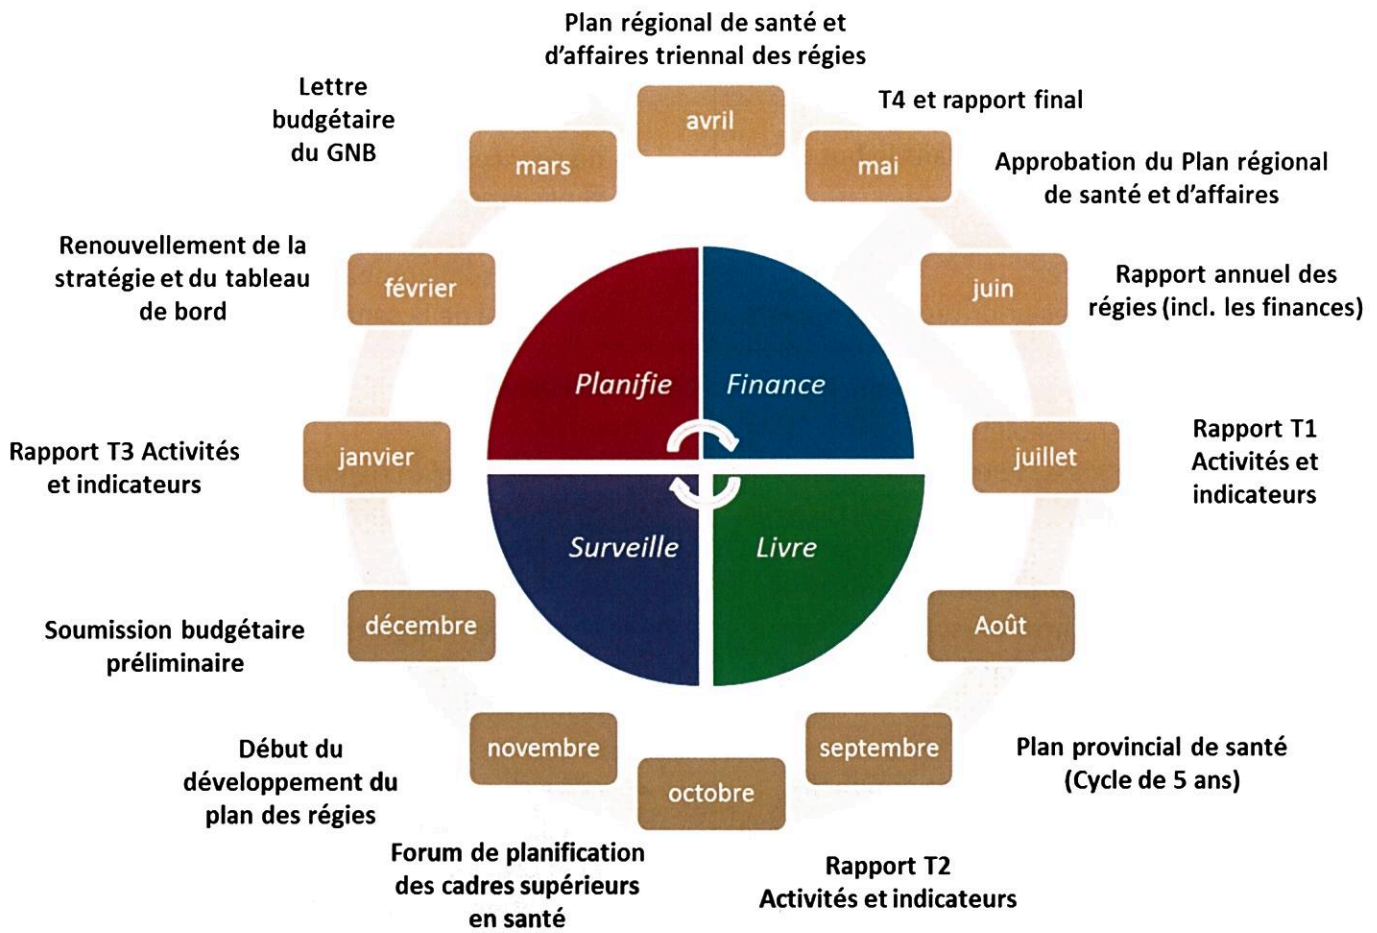 Plan régional de santé et
d'affaires triennal des régies
avril
T4 et rapport final
mai
Approbation du Plan régional
de santé et d'affaires
juin
Rapport annuel des
régies (incl. les finances)
juillet
Rapport T1
Activités et
indicateurs
Août
septembre
Plan provincial de santé
(Cycle de 5 ans)
Rapport T2
Activités et indicateurs
octobre
Forum de planification
des cadres supérieurs
en santé
novembre
Début du
développement du
plan des régies
décembre
Soumission budgétaire
préliminaire
janvier
Rapport T3 Activités
et indicateurs
février
Renouvellement de la
stratégie et du tableau
de bord
mars
Lettre
budgétaire
du GNB
Planifie
Finance
Surveille
Livre